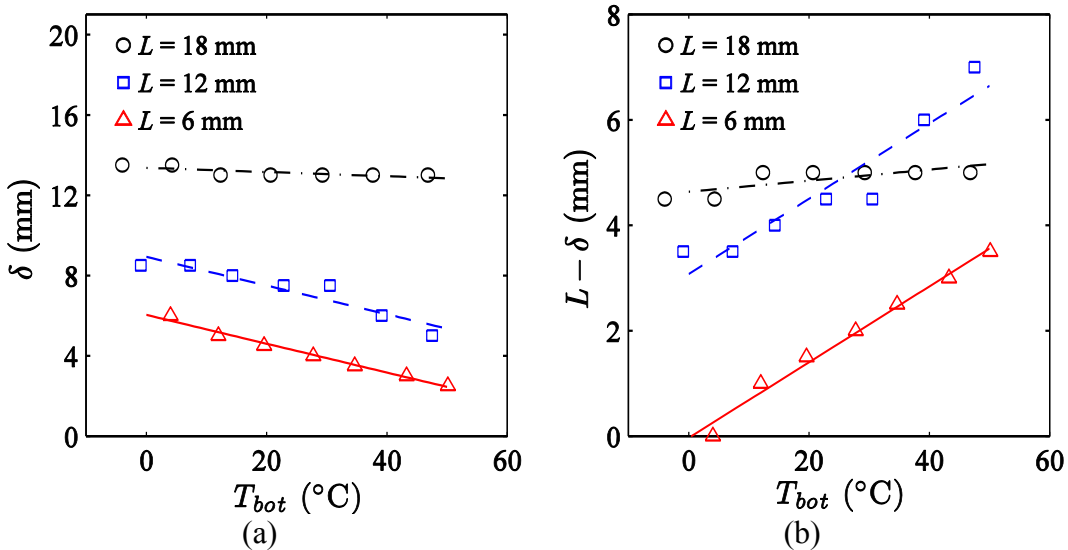 20
16
12
8
4
0
δ (mm)
L = 18 mm
L = 12 mm
L = 6 mm
0 20 40 60
T_bot (°C)
(a)
8
6
4
2
0
L − δ (mm)
L = 18 mm
L = 12 mm
L = 6 mm
0 20 40 60
T_bot (°C)
(b)